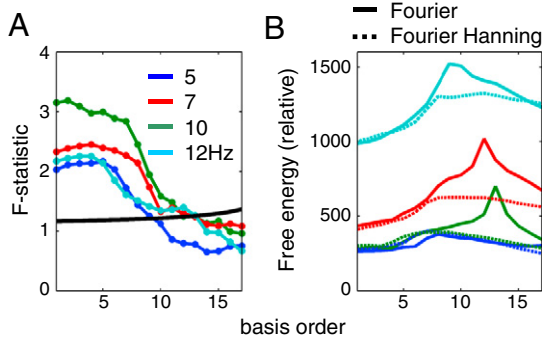 A
F-statistic
4
3
2
1
0
5
10
15
5
7
10
12Hz
B
Fourier
Fourier Hanning
Free energy (relative)
1500
1000
500
0
5
10
15
basis order